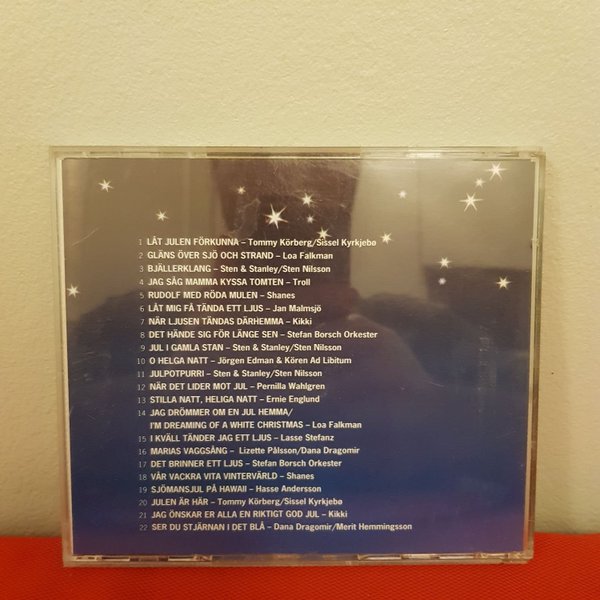 1 LÅT JULEN FÖRKUNNA – Tommy Körberg/Sissel Kyrkjebø
2 GLÄNS ÖVER SJÖ OCH STRAND – Loa Falkman
3 BJÄLLERKLANG – Sten & Stanley/Sten Nilsson
4 JAG SÅG MAMMA KYSSA TOMTEN – Troll
5 RUDOLF MED RÖDA MULEN – Shanes
6 LÅT MIG FÅ TÄNDA ETT LJUS – Jan Malmsjö
7 NÄR LJUSEN TÄNDAS DÄRHEMMA – Kikki
8 DET HÄNDE SIG FÖR LÄNGE SEN – Stefan Borsch Orkester
9 JUL I GAMLA STAN – Sten & Stanley/Sten Nilsson
10 O HELGA NATT – Jörgen Edman & Kören Ad Libitum
11 JULPOTPURRI – Sten & Stanley/Sten Nilsson
12 NÄR DET LIDER MOT JUL – Pernilla Wahlgren
13 STILLA NATT, HELIGA NATT – Ernie Englund
14 JAG DRÖMMER OM EN JUL HEMMA/
I'M DREAMING OF A WHITE CHRISTMAS – Loa Falkman
15 I KVÄLL TÄNDER JAG ETT LJUS – Lasse Stefanz
16 MARIAS VAGGSÅNG – Lizette Pålsson/Dana Dragomir
17 DET BRINNER ETT LJUS – Stefan Borsch Orkester
18 VÅR VACKRA VITA VINTERVÄRLD – Shanes
19 SJÖMANSJUL PÅ HAWAII – Hasse Andersson
20 JULEN ÄR HÄR – Tommy Körberg/Sissel Kyrkjebø
21 JAG ÖNSKAR ER ALLA EN RIKTIGT GOD JUL – Kikki
22 SER DU STJÄRNAN I DET BLÅ – Dana Dragomir/Merit Hemmingsson